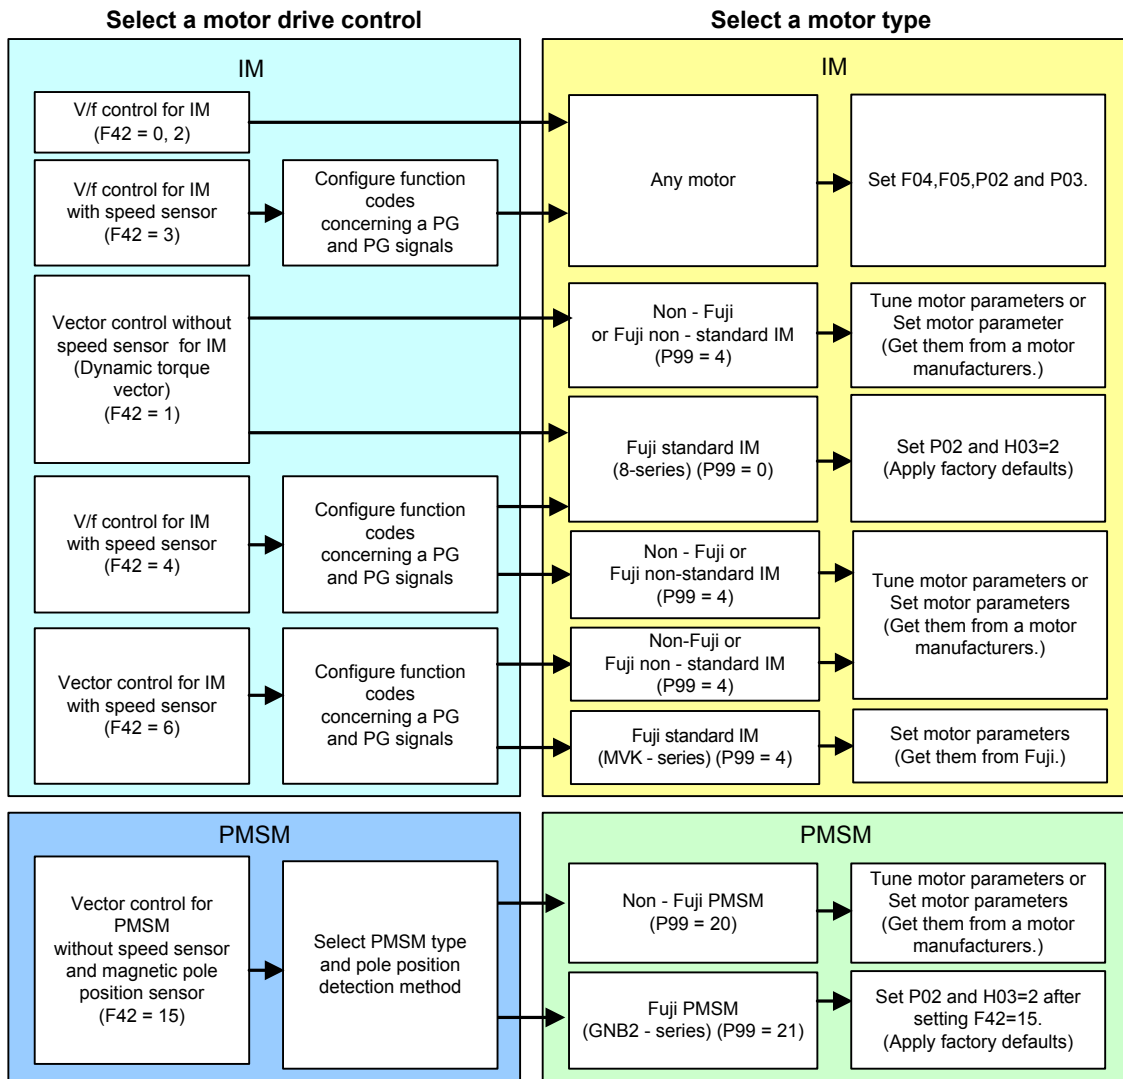 Select a motor drive control
Select a motor type
IM
V/f control for IM
(F42 = 0, 2)
V/f control for IM
with speed sensor
(F42 = 3)
Configure function
codes
concerning a PG
and PG signals
Vector control without
speed sensor for IM
(Dynamic torque
vector)
(F42 = 1)
V/f control for IM
with speed sensor
(F42 = 4)
Configure function
codes
concerning a PG
and PG signals
Vector control for IM
with speed sensor
(F42 = 6)
Configure function
codes
concerning a PG
and PG signals
IM
Any motor
Set F04,F05,P02 and P03.
Non - Fuji
or Fuji non - standard IM
(P99 = 4)
Tune motor parameters or
Set motor parameter
(Get them from a motor
manufacturers.)
Fuji standard IM
(8-series) (P99 = 0)
Set P02 and H03=2
(Apply factory defaults)
Non - Fuji or
Fuji non-standard IM
(P99 = 4)
Non-Fuji or
Fuji non - standard IM
(P99 = 4)
Tune motor parameters or
Set motor parameters
(Get them from a motor
manufacturers.)
Fuji standard IM
(MVK - series) (P99 = 4)
Set motor parameters
(Get them from Fuji.)
PMSM
Vector control for
PMSM
without speed sensor
and magnetic pole
position sensor
(F42 = 15)
Select PMSM type
and pole position
detection method
PMSM
Non - Fuji PMSM
(P99 = 20)
Tune motor parameters or
Set motor parameters
(Get them from a motor
manufacturers.)
Fuji PMSM
(GNB2 - series) (P99 = 21)
Set P02 and H03=2 after
setting F42=15.
(Apply factory defaults)